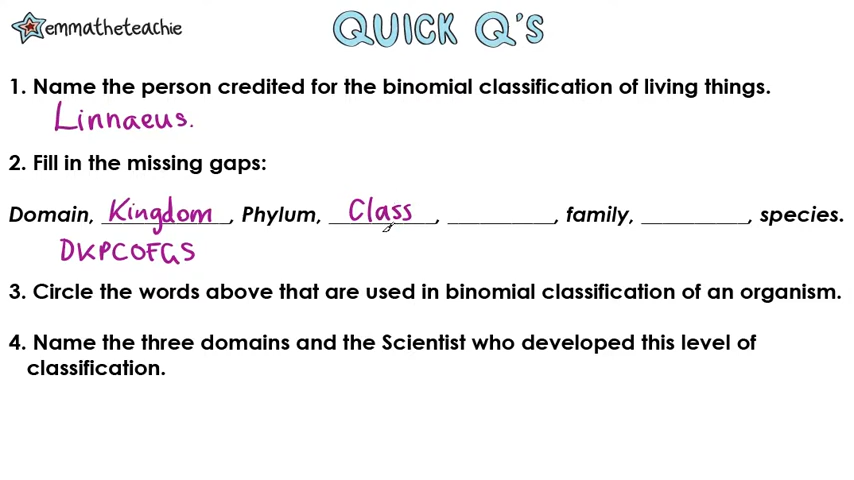 emmatheteachie
QUICK Q'S
1. Name the person credited for the binomial classification of living things.
Linnaeus.
2. Fill in the missing gaps:
Domain, Kingdom, Phylum, Class, __________, family, __________, species.
DKPCOFGS
3. Circle the words above that are used in binomial classification of an organism.
4. Name the three domains and the Scientist who developed this level of
classification.